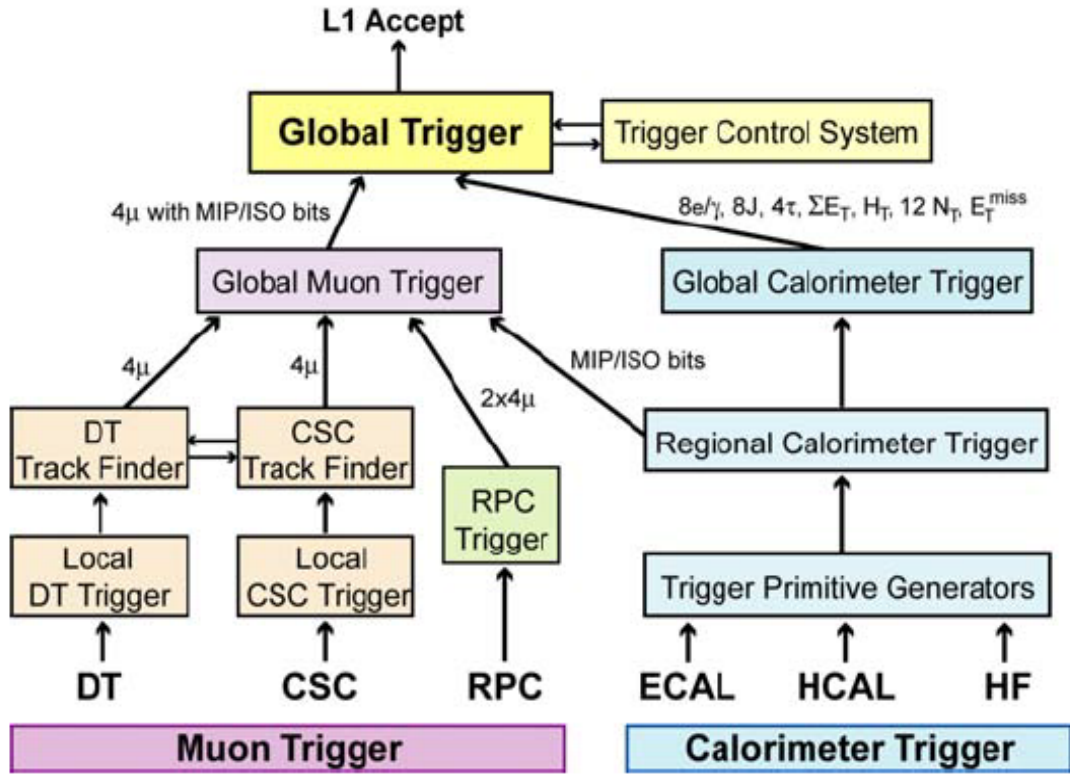 L1 Accept
Global Trigger
Trigger Control System
4μ with MIP/ISO bits
8e/γ, 8J, 4τ, ΣE_T, H_T, 12 N_T, E_T^miss
Global Muon Trigger
Global Calorimeter Trigger
4μ
4μ
2x4μ
MIP/ISO bits
DT
Track Finder
CSC
Track Finder
Regional Calorimeter Trigger
RPC
Trigger
Local
DT Trigger
Local
CSC Trigger
Trigger Primitive Generators
DT
CSC
RPC
ECAL
HCAL
HF
Muon Trigger
Calorimeter Trigger